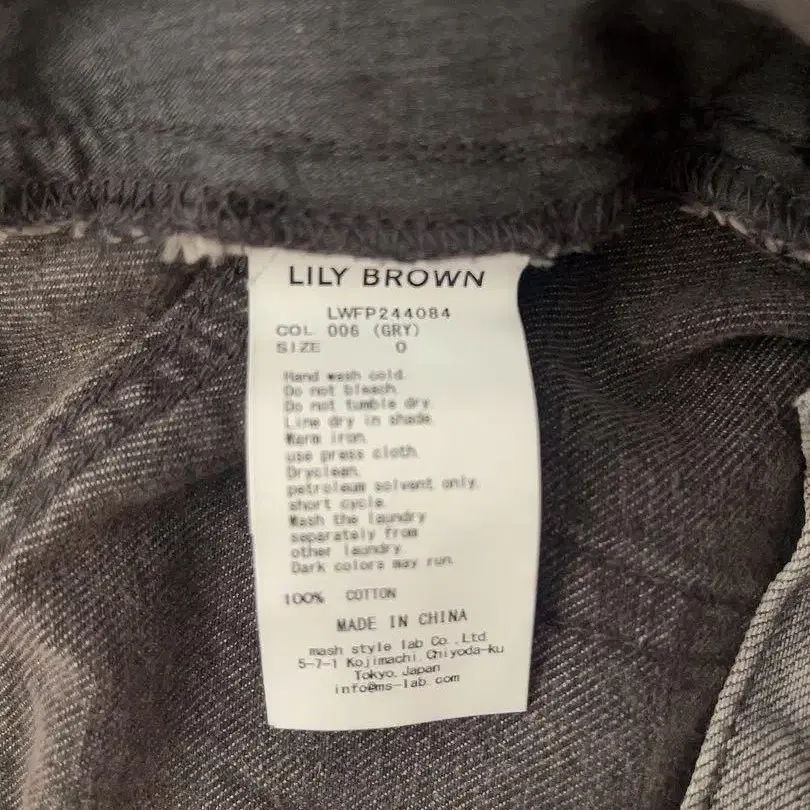 LILY BROWN
LWFP244084
COL 006 (GRY)
SIZE 0
Hand wash cold.
Do not bleach.
Do not tumble dry.
Line dry in shade.
Warm iron.
use press cloth.
Dryclean.
petroleum solvent only.
short cycle.
Wash the laundry
separately from
other laundry.
Dark colors may run.
100% COTTON
MADE IN CHINA
mash style lab Co.,Ltd.
5-7-1 Kojimachi,Chiyoda-ku
Tokyo,Japan
info@ms-lab.com